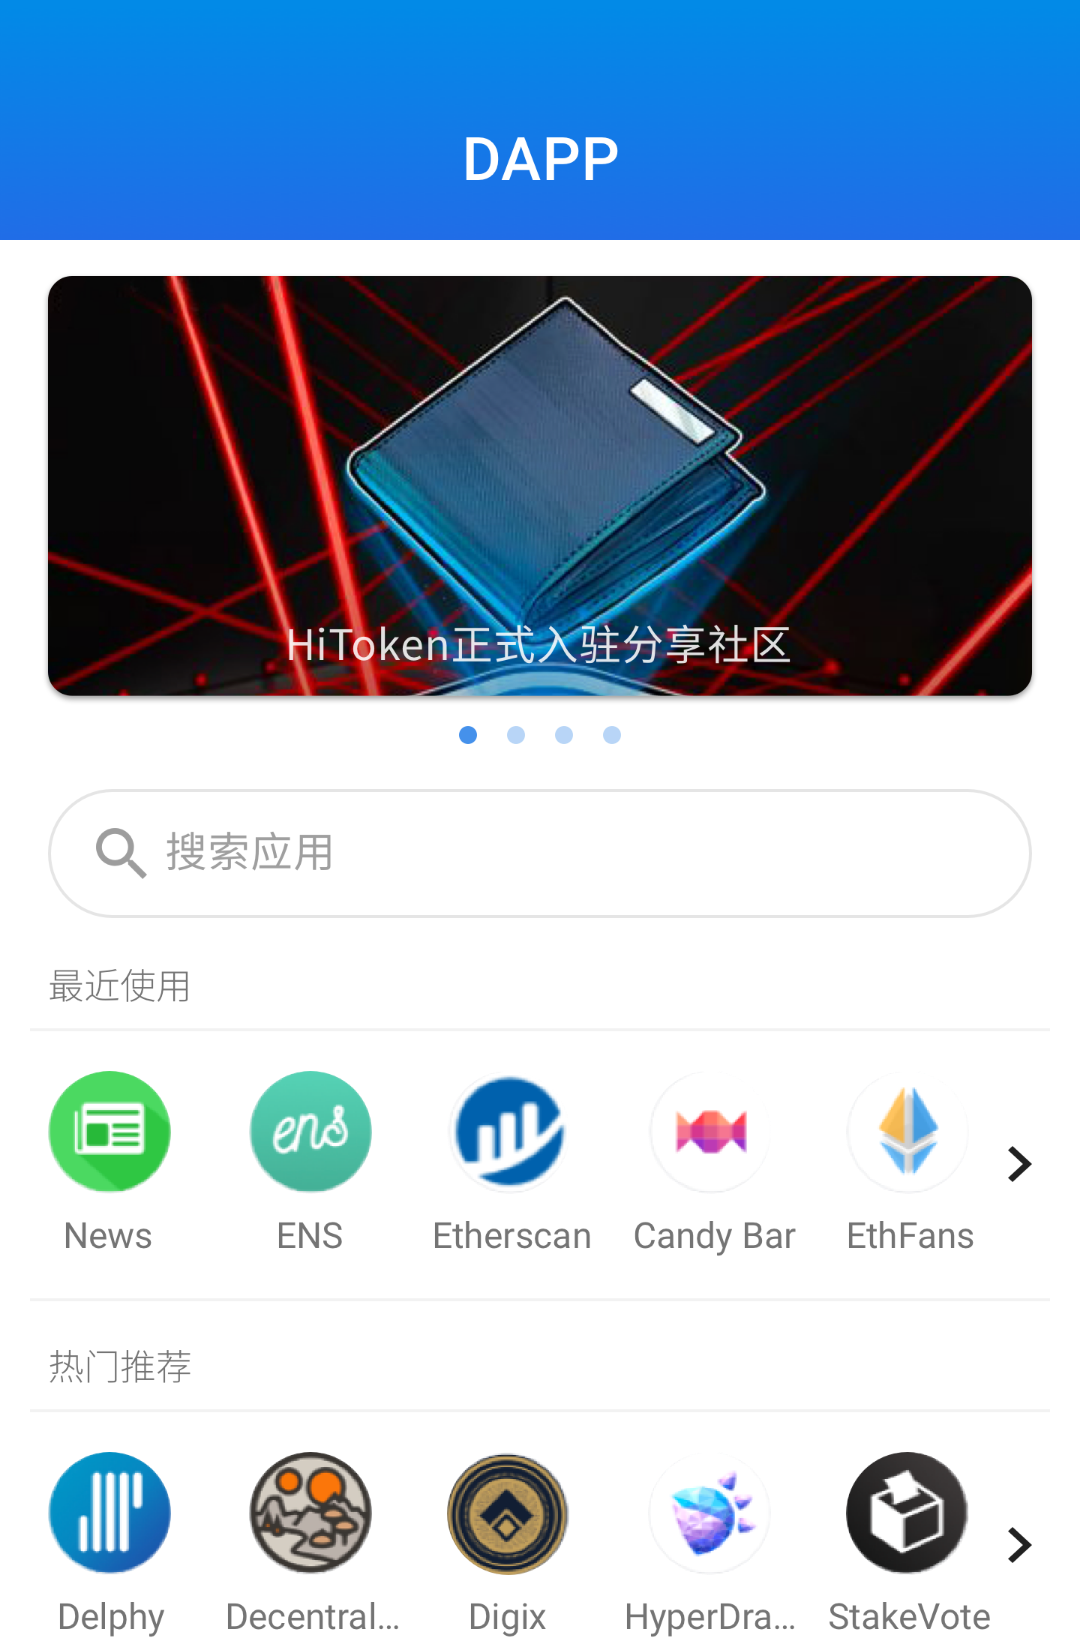 DAPP
HiToken正式入驻分享社区
搜索应用
最近使用
ens
News
ENS
Etherscan
Candy Bar
EthFans
热门推荐
Delphy
Decentral...
Digix
HyperDra...
StakeVote